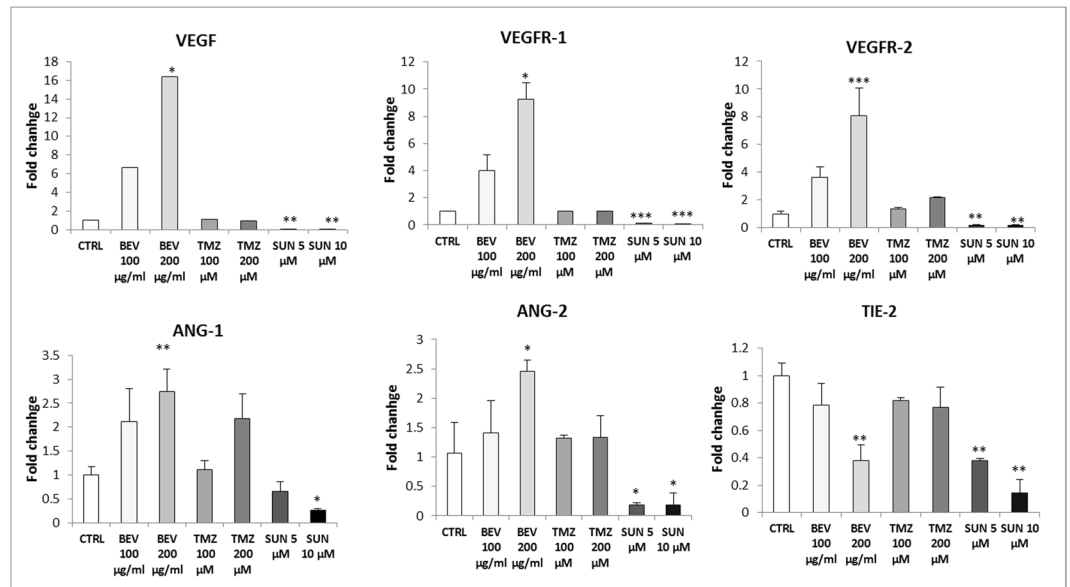 VEGF
Fold chanhge
18
16
14
12
10
8
6
4
2
0
*
**
**
CTRL
BEV
100
µg/ml
BEV
200
µg/ml
TMZ
100
µM
TMZ
200 µM
SUN 5
µM
SUN 10
µM
VEGFR-1
Fold chanhge
12
10
8
6
4
2
0
*
***
***
CTRL
BEV
100
µg/ml
BEV
200
µg/ml
TMZ
100
µM
TMZ
200
µM
SUN 5
µM
SUN 10
µM
VEGFR-2
Fold chanhge
12
10
8
6
4
2
0
***
**
**
CTRL
BEV
100
µg/ml
BEV
200
µg/ml
TMZ
100
µM
TMZ
200
µM
SUN 5
µM
SUN 10
µM
ANG-1
Fold chanhge
3.5
3
2.5
2
1.5
1
0.5
0
**
*
CTRL
BEV
100
µg/ml
BEV
200
µg/ml
TMZ
100
µM
TMZ
200
µM
SUN 5
µM
SUN
10 µM
ANG-2
Fold chanhge
3
2.5
2
1.5
1
0.5
0
*
*
*
CTRL
BEV
100
µg/ml
BEV
200
µg/ml
TMZ
100
µM
TMZ
200
µM
SUN 5
µM
SUN
10 µM
TIE-2
Fold chanhge
1.2
1
0.8
0.6
0.4
0.2
0
**
**
**
CTRL
BEV
100
µg/ml
BEV
200
µg/ml
TMZ
100
µM
TMZ
200 µM
SUN 5
µM
SUN 10
µM